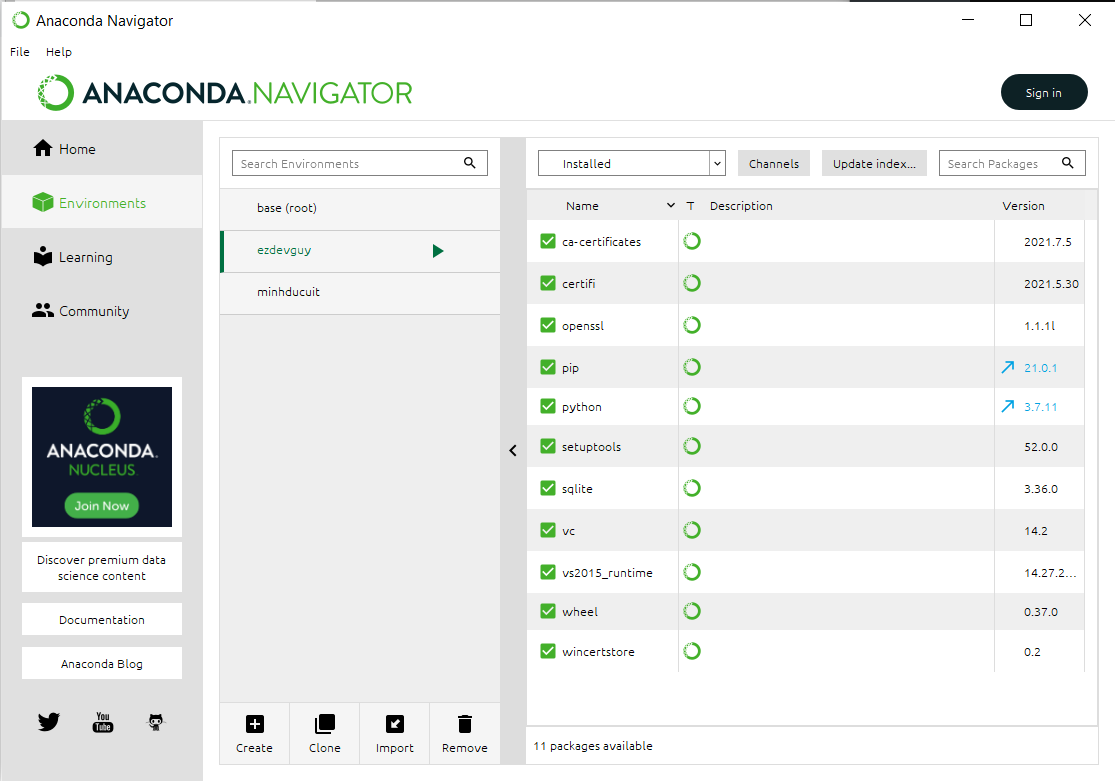 Anaconda Navigator
File Help
ANACONDA.NAVIGATOR
Sign in
Home
Environments
Learning
Community
ANACONDA.
NUCLEUS
Join Now
Discover premium data
science content
Documentation
Anaconda Blog
You
Tube
Search Environments
base (root)
ezdevguy
minhducuit
Create Clone Import Remove
Installed Channels Update index... Search Packages
Name T Description Version
ca-certificates 2021.7.5
certifi 2021.5.30
openssl 1.1.1l
pip 21.0.1
python 3.7.11
setuptools 52.0.0
sqlite 3.36.0
vc 14.2
vs2015_runtime 14.27.2...
wheel 0.37.0
wincertstore 0.2
11 packages available